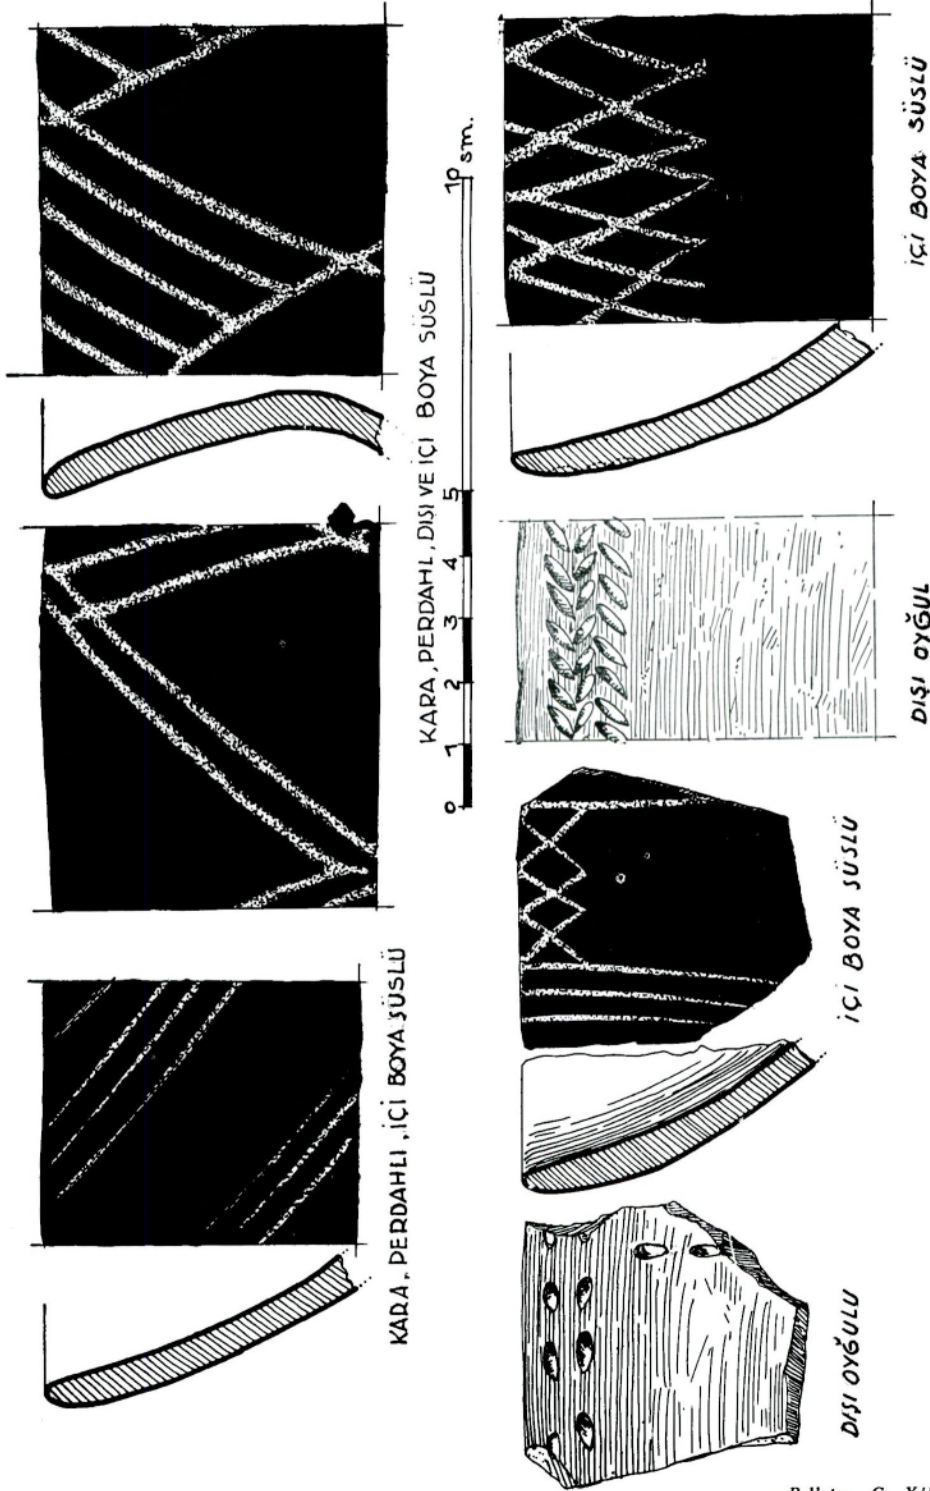 KARA, PERDAHLI, İÇİ BOYA SÜSLÜ
KARA, PERDAHL, DIŞI VE İÇİ BOYA SÜSLÜ
0 1 2 3 4 5 10 sm.
DIŞI OYĞULU
İÇİ BOYA SÜSLÜ
DIŞI OYĞUL
İÇİ BOYA SÜSLÜ